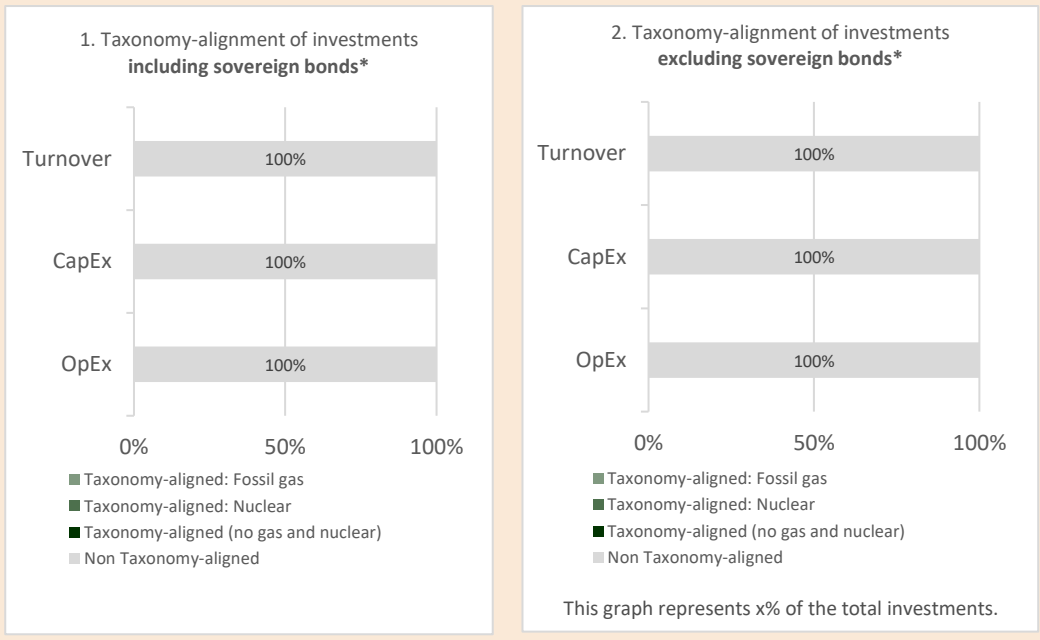 1. Taxonomy-alignment of investments
including sovereign bonds*
Turnover
100%
CapEx
100%
OpEx
100%
0%
50%
100%
Taxonomy-aligned: Fossil gas
Taxonomy-aligned: Nuclear
Taxonomy-aligned (no gas and nuclear)
Non Taxonomy-aligned
2. Taxonomy-alignment of investments
excluding sovereign bonds*
Turnover
100%
CapEx
100%
OpEx
100%
0%
50%
100%
Taxonomy-aligned: Fossil gas
Taxonomy-aligned: Nuclear
Taxonomy-aligned (no gas and nuclear)
Non Taxonomy-aligned
This graph represents x% of the total investments.